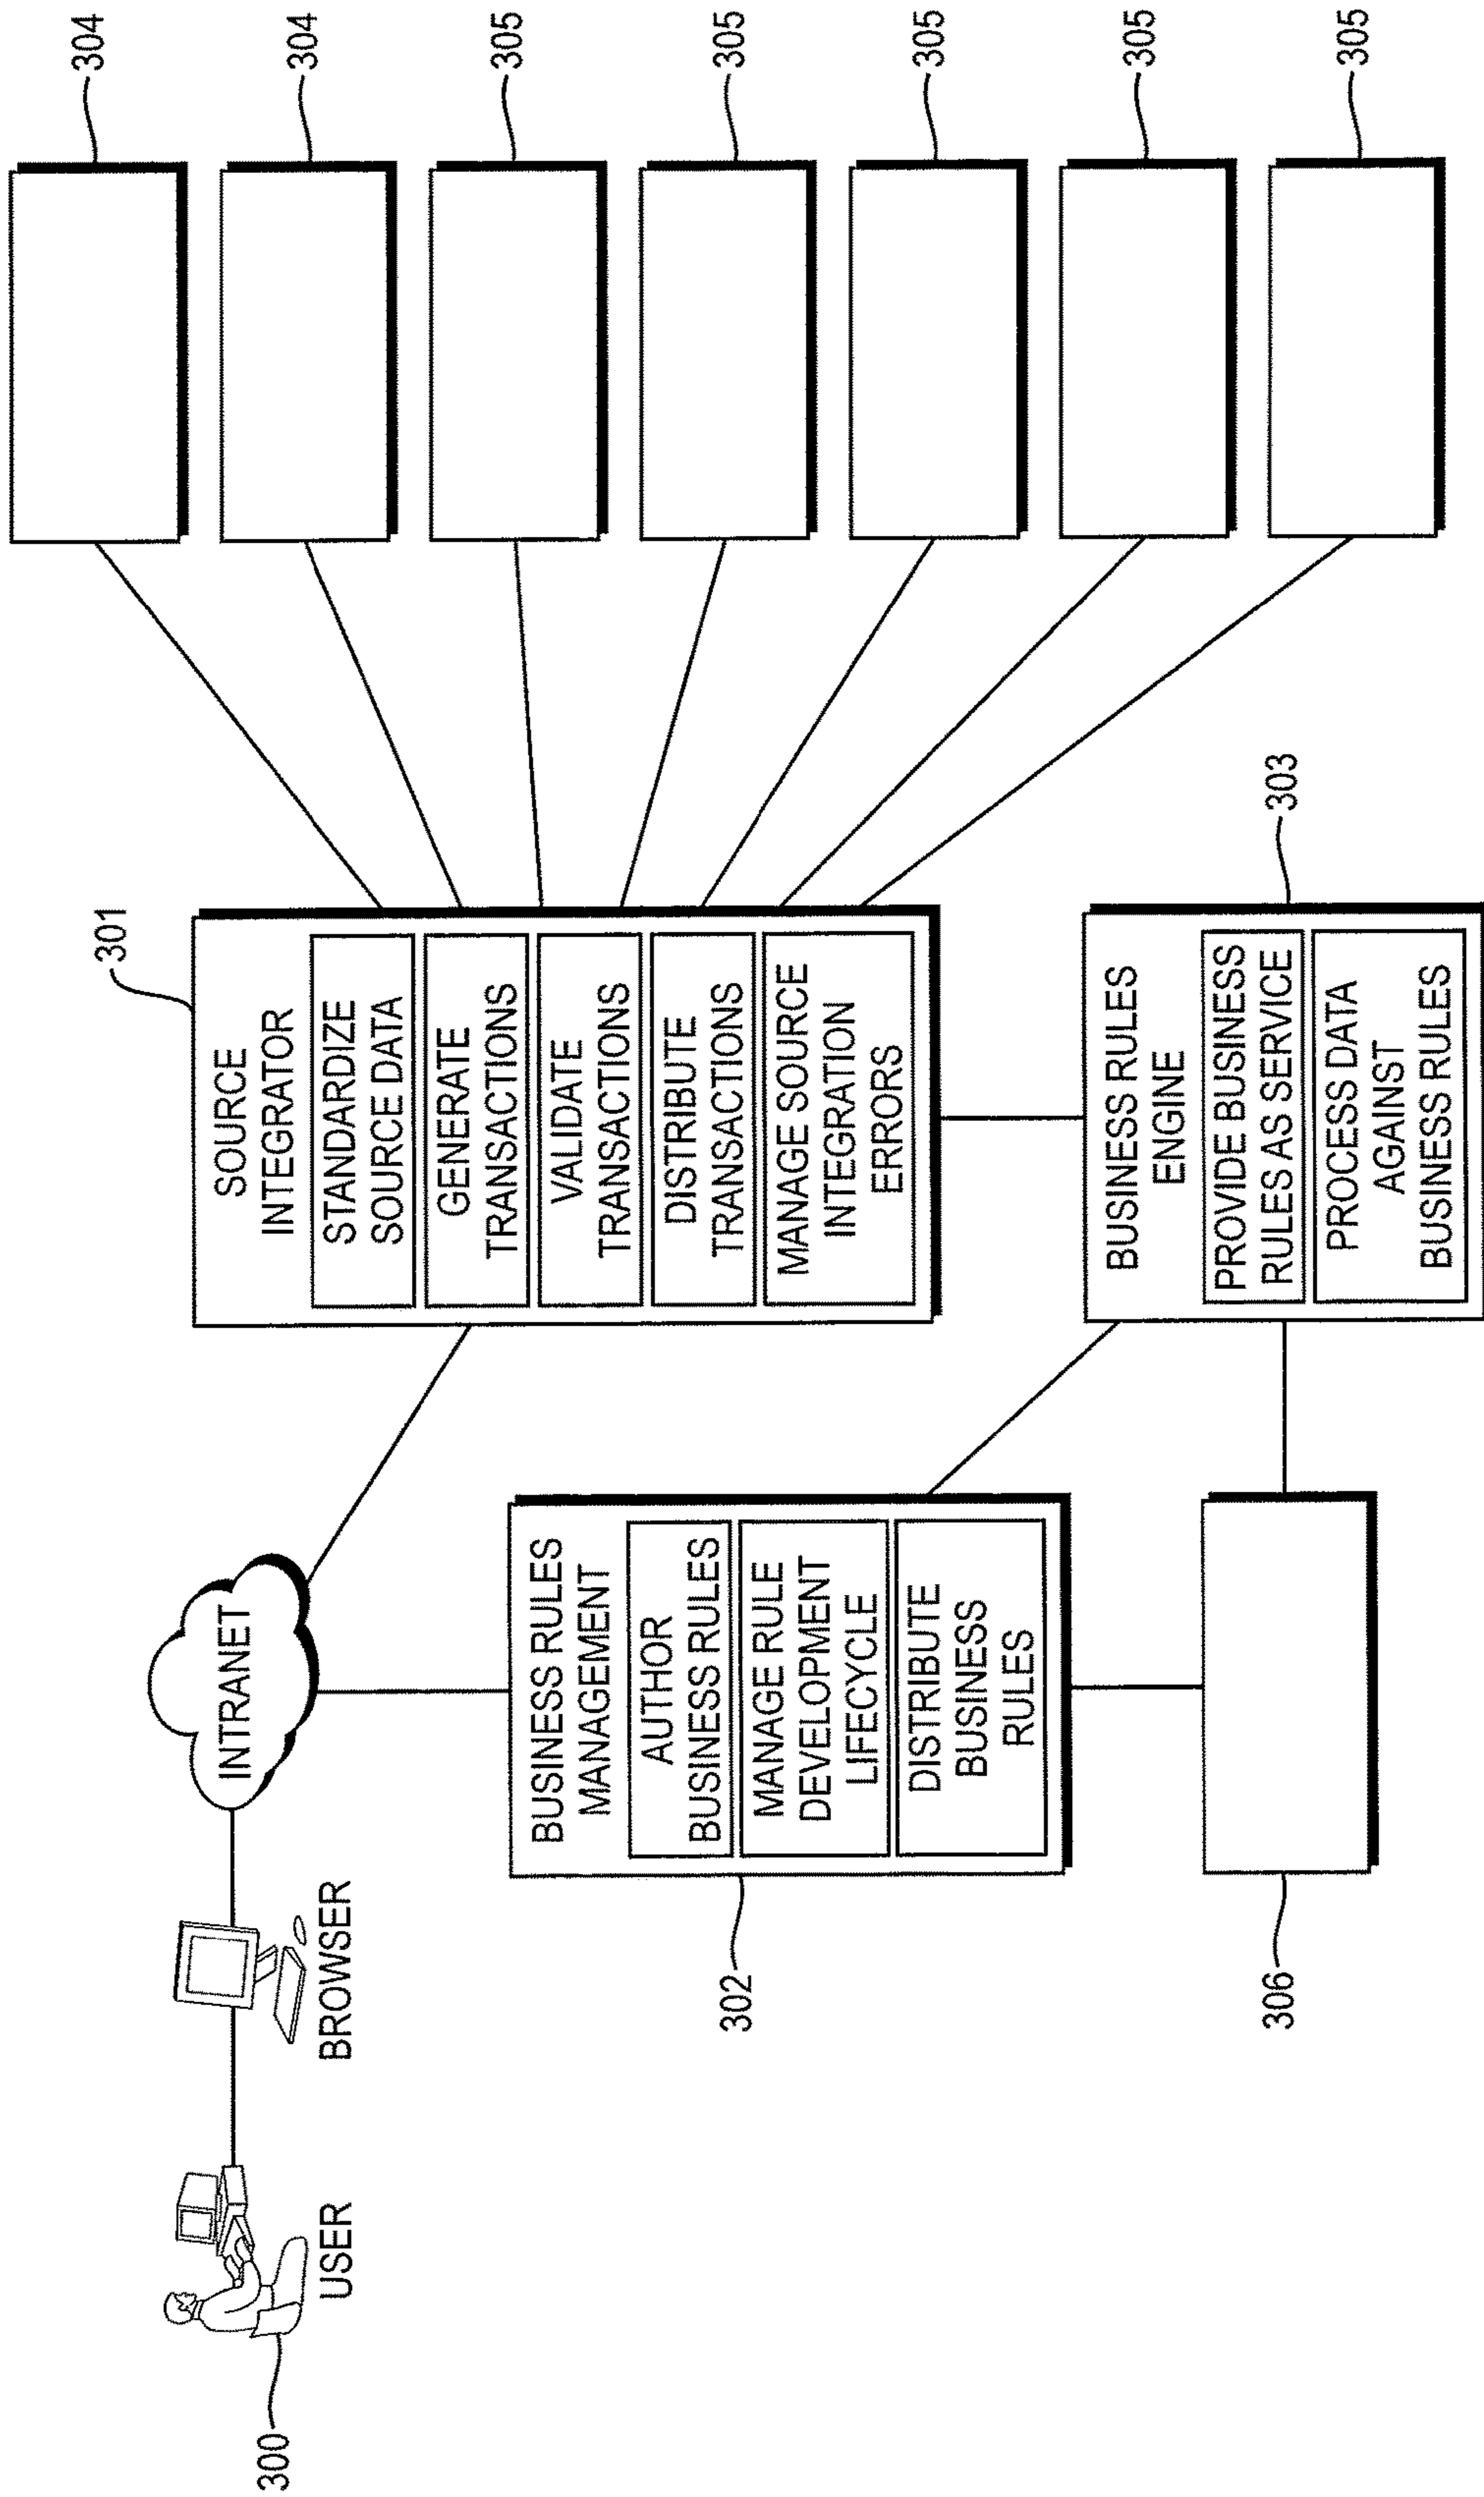 300
USER
BROWSER
INTRANET
301
SOURCE
INTEGRATOR
STANDARDIZE
SOURCE DATA
GENERATE
TRANSACTIONS
VALIDATE
TRANSACTIONS
DISTRIBUTE
TRANSACTIONS
MANAGE SOURCE
INTEGRATION
ERRORS
304
304
305
305
305
305
305
302
BUSINESS RULES
MANAGEMENT
AUTHOR
BUSINESS RULES
MANAGE RULE
DEVELOPMENT
LIFECYCLE
DISTRIBUTE
BUSINESS
RULES
303
BUSINESS RULES
ENGINE
PROVIDE BUSINESS
RULES AS SERVICE
PROCESS DATA
AGAINST
BUSINESS RULES
306